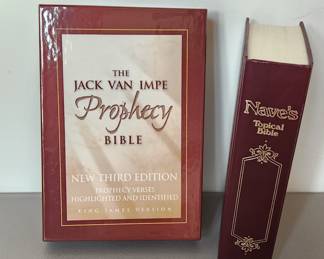 THE
JACK VAN IMPE
Prophecy
BIBLE
NEW THIRD EDITION
PROPHECY VERSES
HIGHLIGHTED AND IDENTIFIED
KING JAMES VERSION
Nave's
Topical
Bible